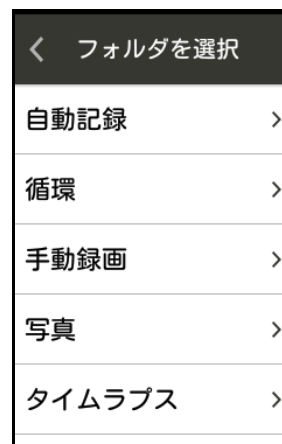 フォルダを選択
自動記録
循環
手動録画
写真
タイムラプス